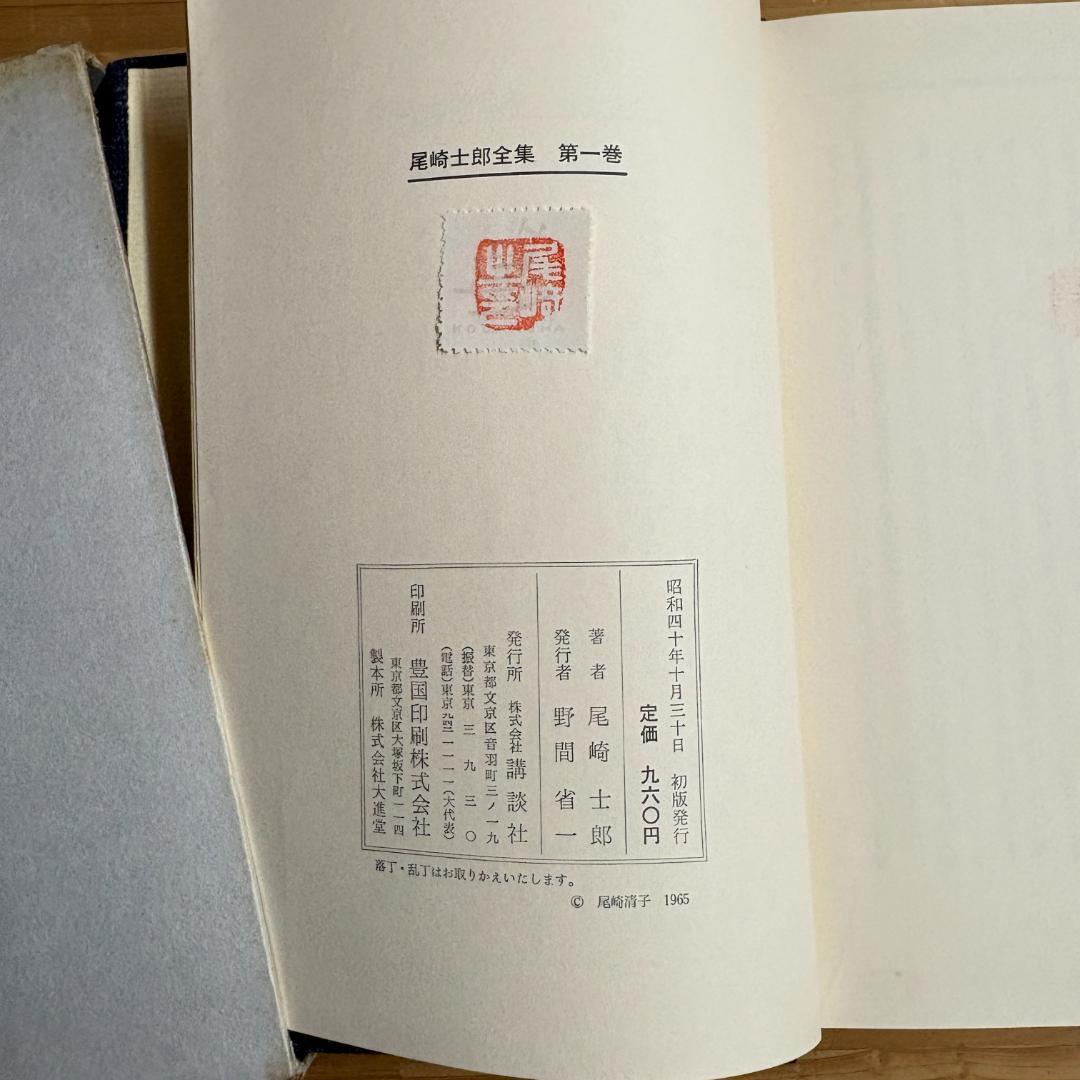 尾崎士郎全集　第一巻
尾崎
昭和四十年十月三十日　初版発行
定価　九六〇円
著者　尾崎士郎
発行者　野間省一
発行所　株式会社 講談社
東京都文京区音羽町三ノ一九
(振替)東京 三九三〇
(電話)東京九四二一一一一(大代表)
印刷所　豊国印刷株式会社
東京都文京区大塚坂下町一一四
製本所　株式会社大進堂
落丁・乱丁はお取りかえいたします。
© 尾崎清子 1965